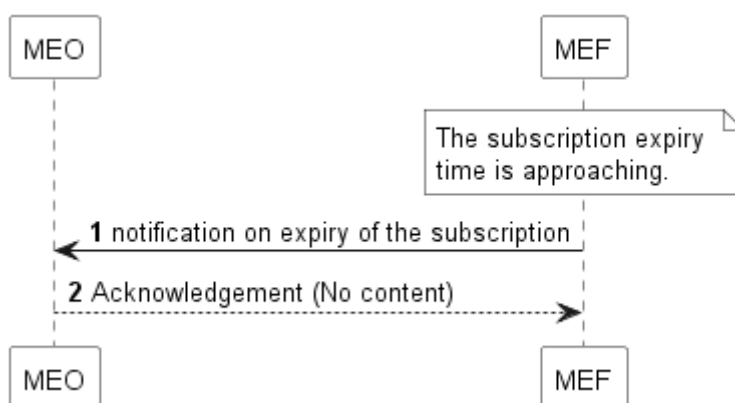 MEO
MEF
The subscription expiry
time is approaching.
1 notification on expiry of the subscription
2 Acknowledgement (No content)
MEO
MEF